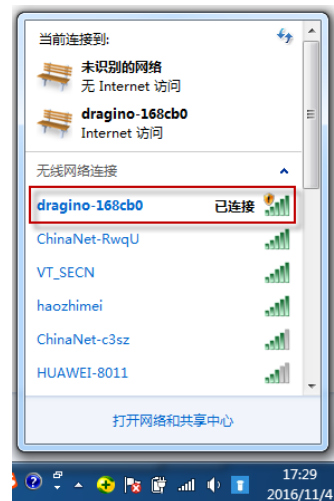 当前连接到:
未识别的网络
无 Internet 访问
dragino-168cb0
Internet 访问
无线网络连接
dragino-168cb0 已连接
ChinaNet-RwqU
VT_SECN
haozhimei
ChinaNet-c3sz
HUAWEI-8011
打开网络和共享中心
17:29
2016/11/4